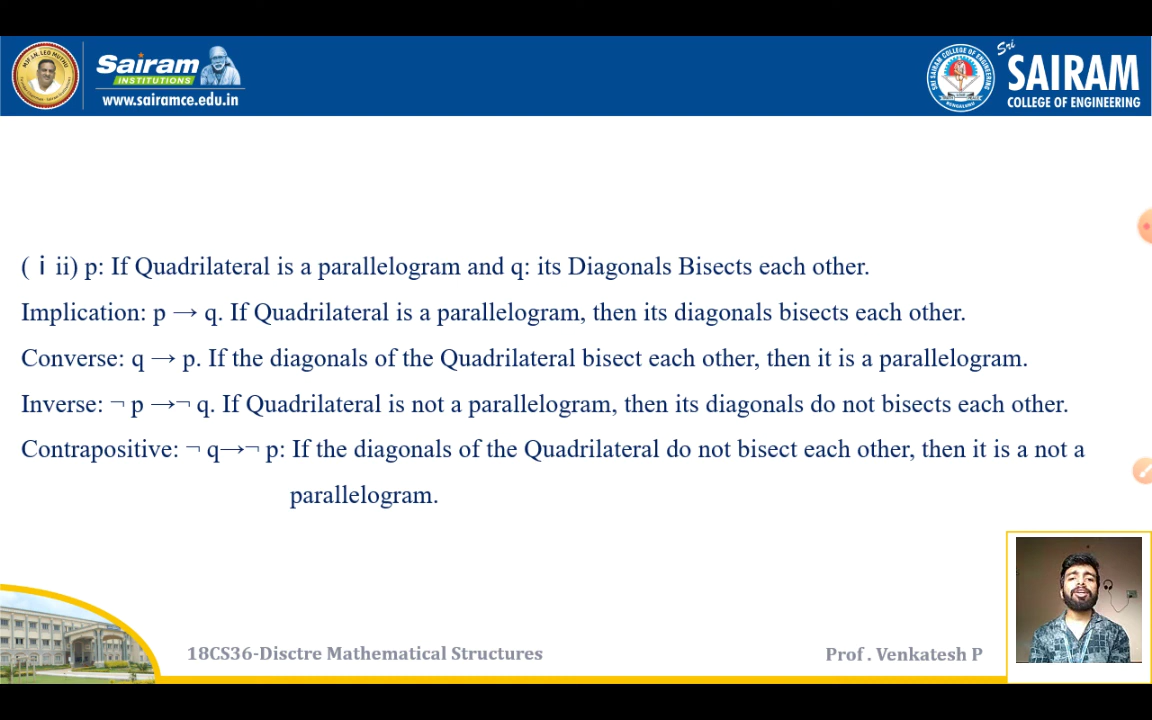 Sairam
INSTITUTIONS
www.sairamce.edu.in
Sri
SAIRAM
COLLEGE OF ENGINEERING
( i ii) p: If Quadrilateral is a parallelogram and q: its Diagonals Bisects each other.
Implication: p → q. If Quadrilateral is a parallelogram, then its diagonals bisects each other.
Converse: q → p. If the diagonals of the Quadrilateral bisect each other, then it is a parallelogram.
Inverse: ¬ p →¬ q. If Quadrilateral is not a parallelogram, then its diagonals do not bisects each other.
Contrapositive: ¬ q→¬ p: If the diagonals of the Quadrilateral do not bisect each other, then it is a not a
parallelogram.
18CS36-Disctre Mathematical Structures
Prof . Venkatesh P